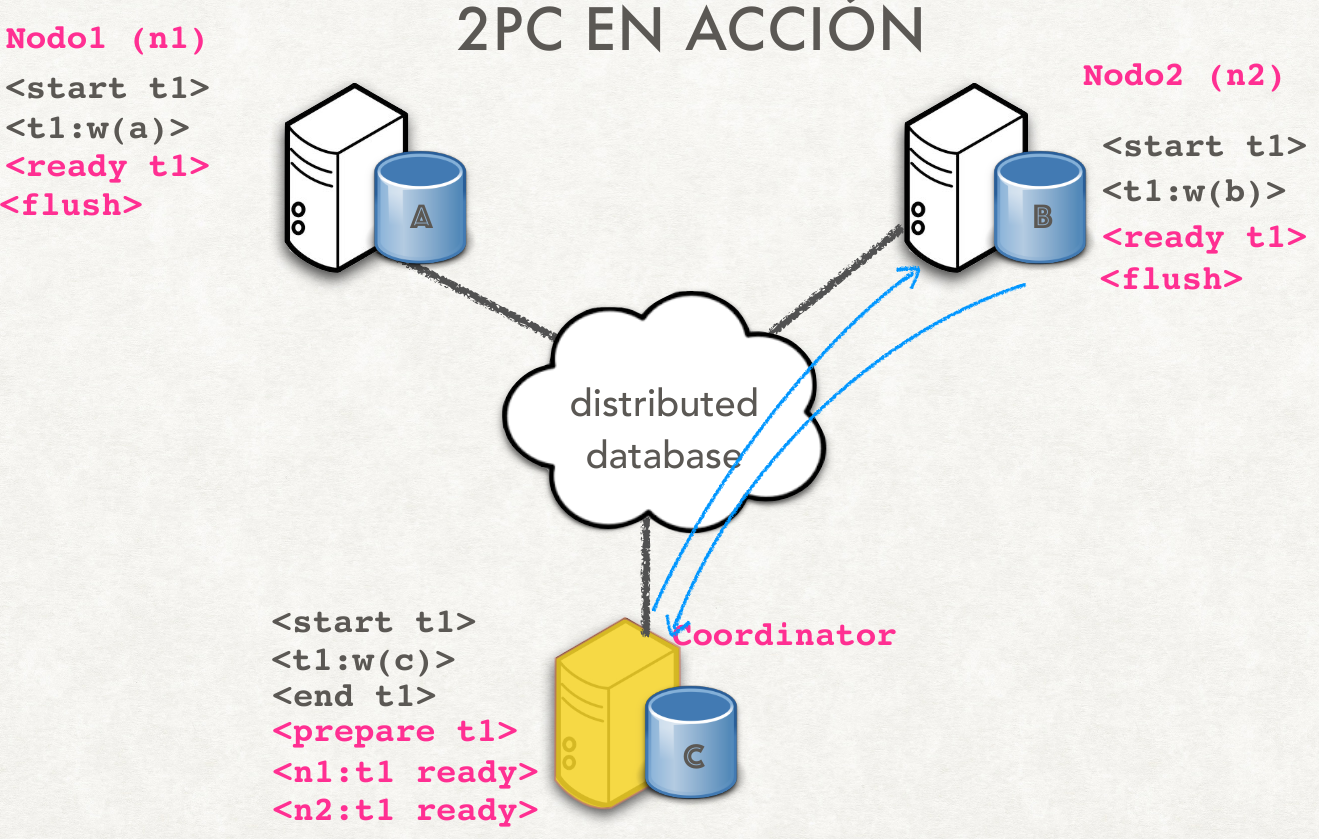 2PC EN ACCIÓN
Nodo1 (n1)
<start t1>
<t1:w(a)>
<ready t1>
<flush>
A
Nodo2 (n2)
<start t1>
<t1:w(b)>
<ready t1>
<flush>
B
distributed
database
Coordinator
<start t1>
<t1:w(c)>
<end t1>
<prepare t1>
<n1:t1 ready>
<n2:t1 ready>
C